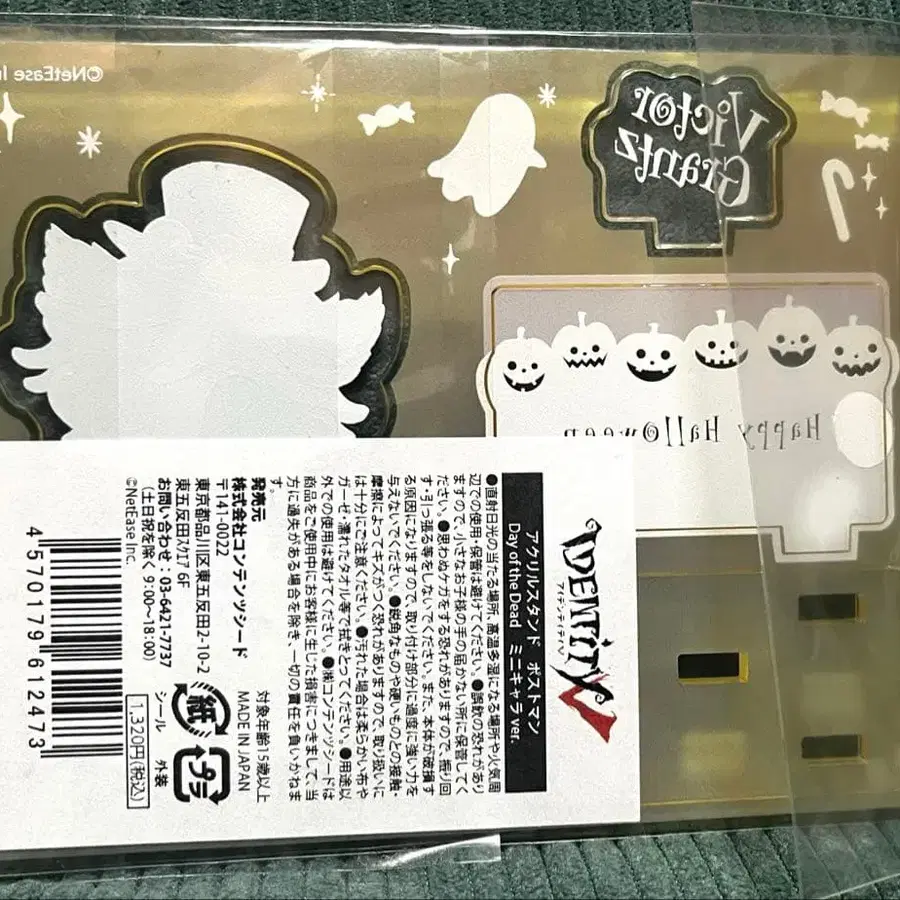 ©NetEase In
Victor
Grantz
Happy Halloween
IDENTITY V
アイデンティティV
アクリルスタンド ポストマン
Day of the Dead ミニキャラ ver.
●直射日光の当たる場所、高温多湿になる場所や火気周
辺での使用・保管は避けてください。●誤飲の恐れがあり
ますので、小さなお子様の手の届かない所に保管してく
ださい。●思わぬケガをする恐れがありますので、振り回
す・引っ張る等をしないでください。また、本体が破損す
る原因になりますので、取り付け部分に過度に強い力を
与えないでください。●鋭角なものや硬いものとの接触・
摩擦によってキズがつく恐れがありますので、取り扱いに
は十分にご注意ください。●汚れた場合は柔らかい布や
ガーゼ・濡れたタオル等で拭きとってください。●用途以
外での使用は避けてください。●㈱コンテンツシードは
商品をご使用中にお客様に生じた損害につきまして、当
方に過失がある場合を除き、一切の責任を負いかねま
す。
対象年齢15歳以上
MADE IN JAPAN
発売元
株式会社コンテンツシード
〒141-0022
東京都品川区東五反田2-10-2
東五反田スクエア 6F
お問い合わせ：03-6421-7737
(土日祝を除く 9:00〜18:00)
©NetEase Inc.
紙
プラ
シール 外装
1,320円(税込)
4570179612473